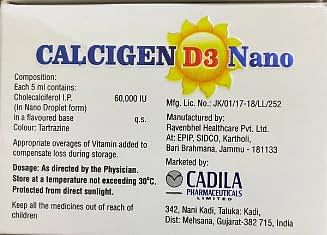 CALCIGEN D3 Nano
Composition:
Each 5 ml contains:
Cholecalciferol I.P. 60,000 IU
(In Nano Droplet form)
in a flavoured base q.s.
Colour: Tartrazine
Appropriate overages of Vitamin added to
compensate loss during storage.
Dosage: As directed by the Physician.
Store at a temperature not exceeding 30°C.
Protected from direct sunlight.
Keep all the medicines out of reach of
children
Mfg. Lic. No.: JK/01/17-18/LL/252
Manufactured by:
Ravenbhel Healthcare Pvt. Ltd.
At: EPIP, SIDCO, Kartholi,
Bari Brahmana, Jammu - 181133
Marketed by:
CADILA
PHARMACEUTICALS
LIMITED
342, Nani Kadi, Taluka: Kadi,
Dist: Mehsana, Gujarat-382 715, India